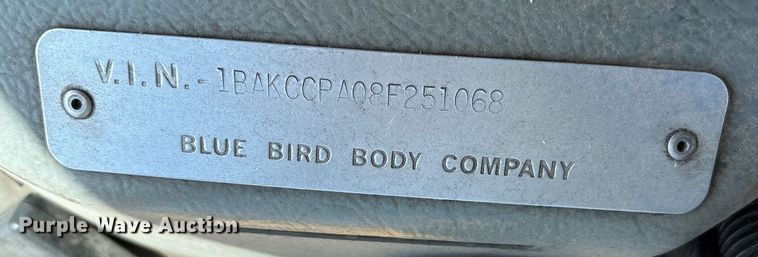 V.I.N.-1BAKCCPA08F251068
BLUE BIRD BODY COMPANY
Purple Wave Auction